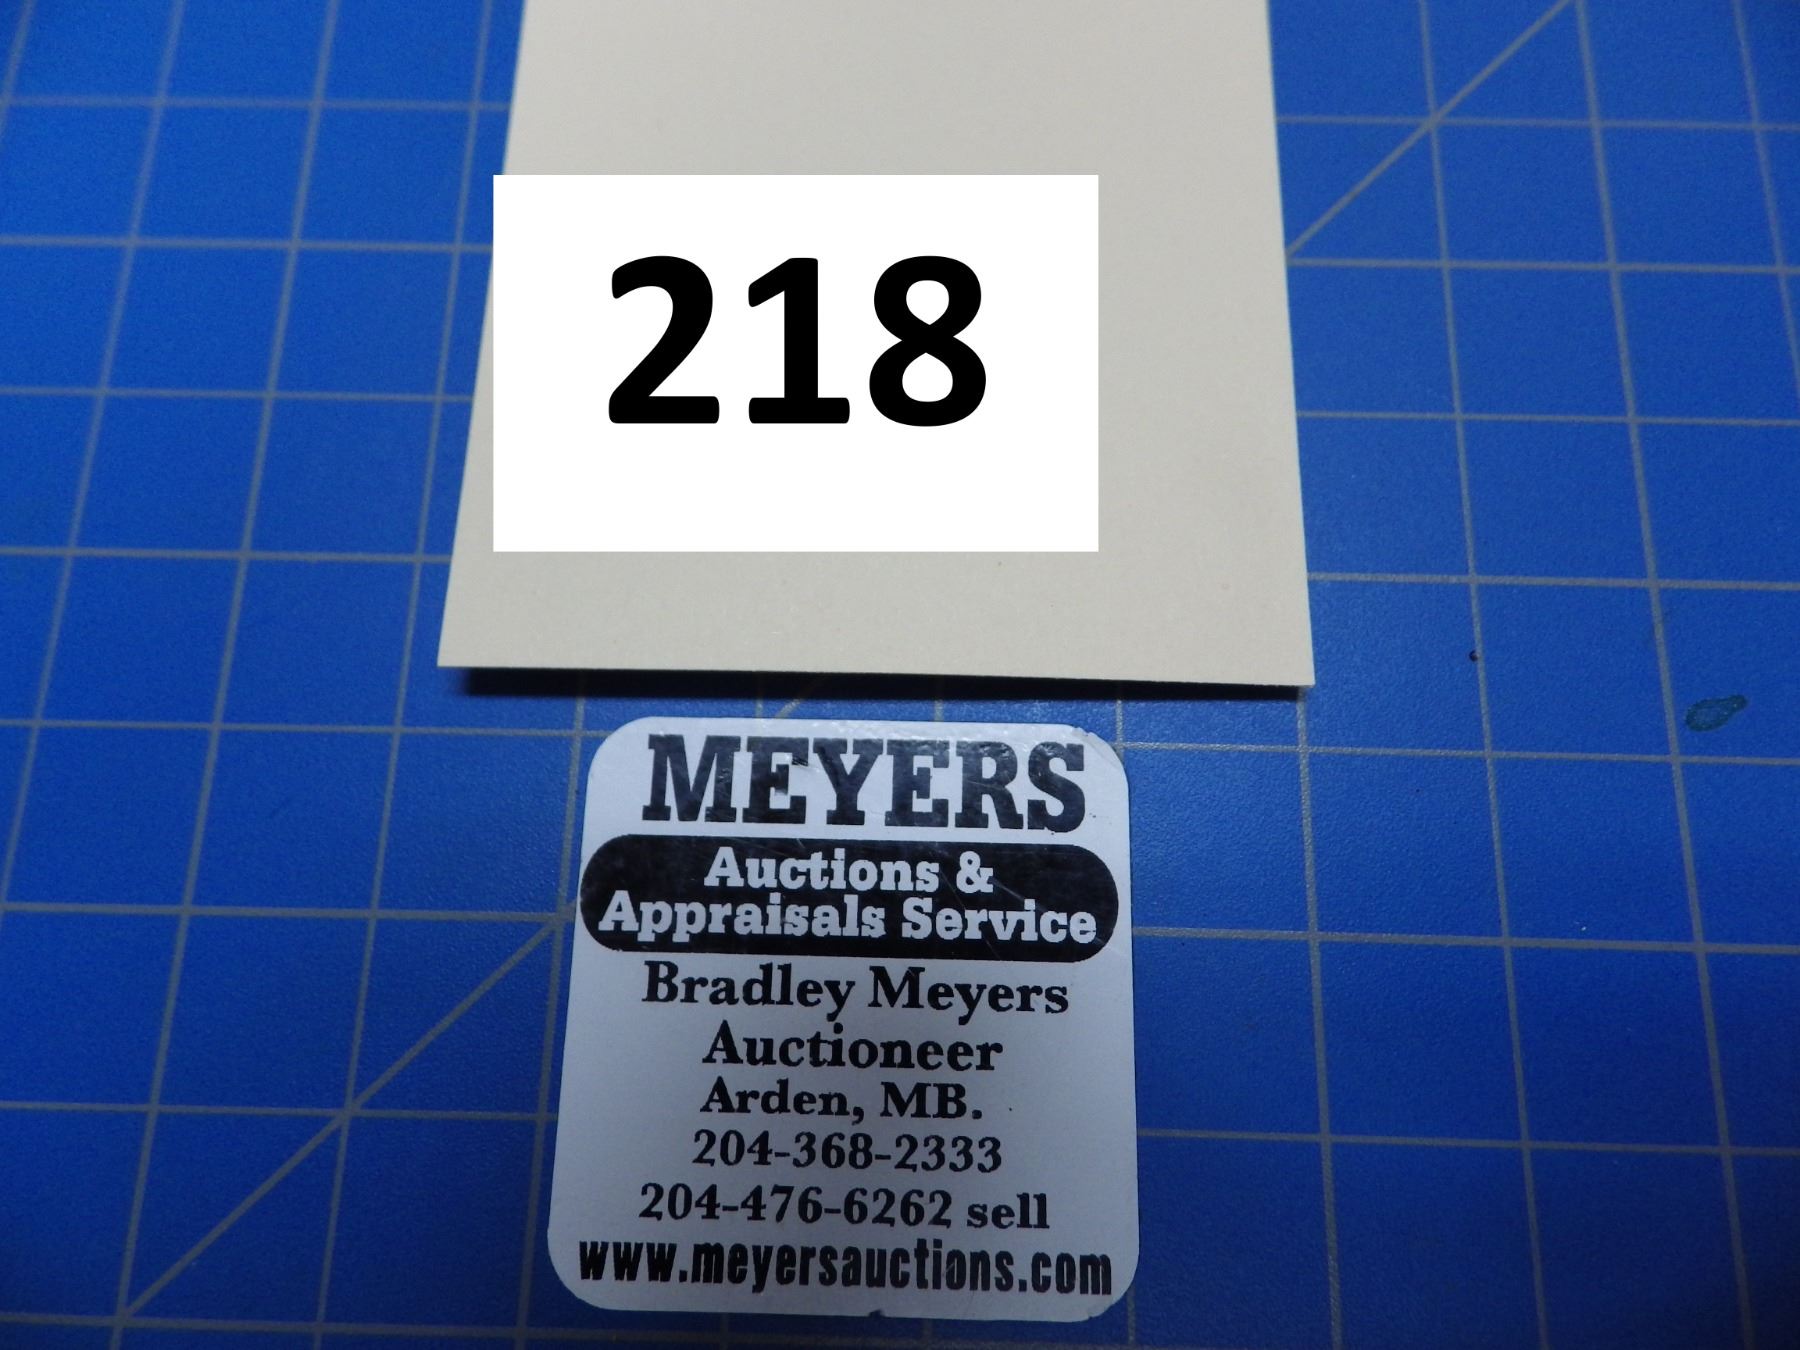 218
MEYERS
Auctions &
Appraisals Service
Bradley Meyers
Auctioneer
Arden, MB.
204-368-2333
204-476-6262 sell
www.meyersauctions.com